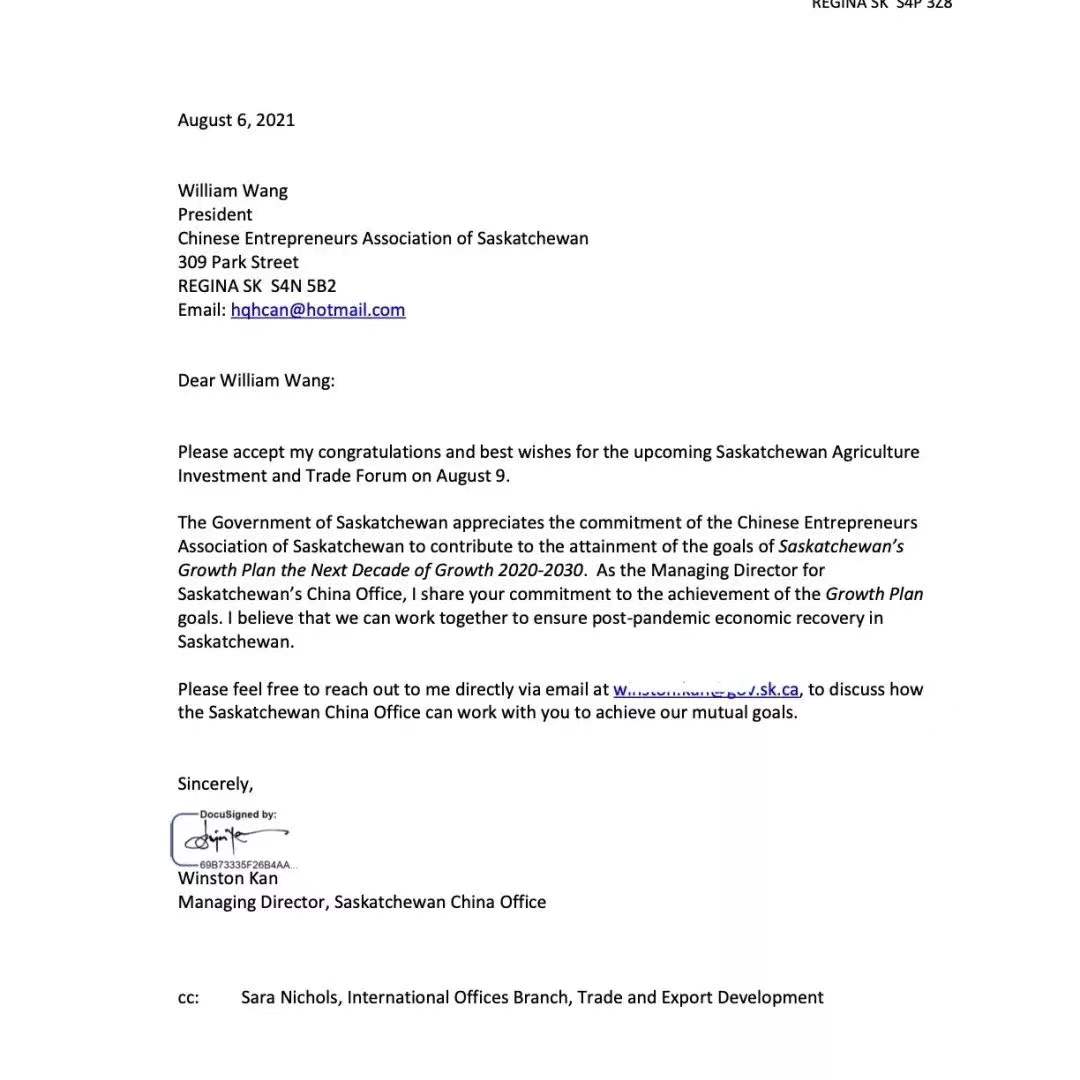 REGINA SK  S4P 3Z8
August 6, 2021
William Wang
President
Chinese Entrepreneurs Association of Saskatchewan
309 Park Street
REGINA SK  S4N 5B2
Email: hqhcan@hotmail.com
Dear William Wang:
Please accept my congratulations and best wishes for the upcoming Saskatchewan Agriculture
Investment and Trade Forum on August 9.
The Government of Saskatchewan appreciates the commitment of the Chinese Entrepreneurs
Association of Saskatchewan to contribute to the attainment of the goals of Saskatchewan’s
Growth Plan the Next Decade of Growth 2020-2030.  As the Managing Director for
Saskatchewan’s China Office, I share your commitment to the achievement of the Growth Plan
goals. I believe that we can work together to ensure post-pandemic economic recovery in
Saskatchewan.
Please feel free to reach out to me directly via email at , to discuss how
the Saskatchewan China Office can work with you to achieve our mutual goals.
Sincerely,
DocuSigned by:
69B73335F26B4AA...
Winston Kan
Managing Director, Saskatchewan China Office
cc: Sara Nichols, International Offices Branch, Trade and Export Development